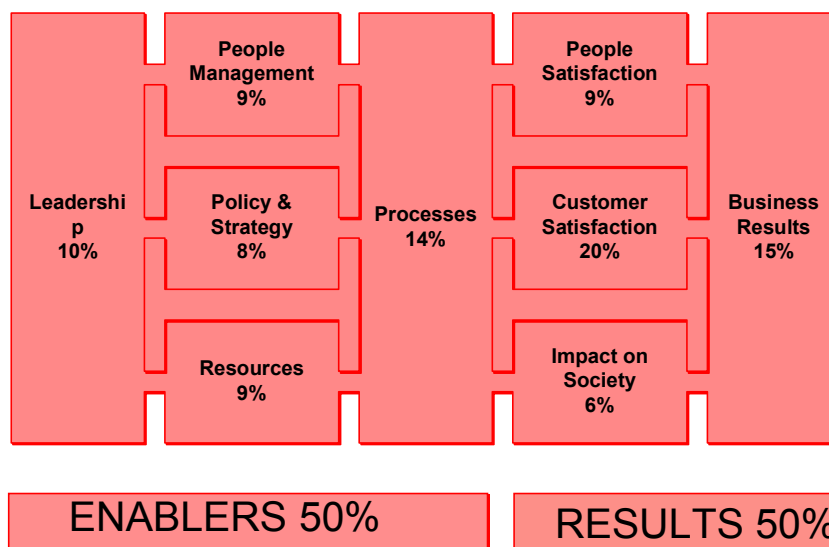 Leadershi
p
10%
People
Management
9%
Policy &
Strategy
8%
Resources
9%
Processes
14%
People
Satisfaction
9%
Customer
Satisfaction
20%
Impact on
Society
6%
Business
Results
15%
ENABLERS 50%
RESULTS 50%